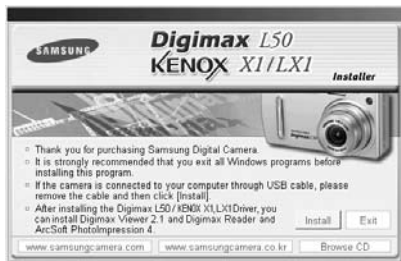 SAMSUNG
Digimax L50
KENOX X1/LX1
Installer
Thank you for purchasing Samsung Digital Camera.
It is strongly recommended that you exit all Windows programs before
installing this program.
If the camera is connected to your computer through USB cable, please
remove the cable and then click [Install].
After installing the Digimax L50/KENOX X1,LX1Driver, you
can install Digimax Viewer 2.1 and Digimax Reader and
ArcSoft PhotoImpression 4.
Install Exit
www.samsungcamera.com www.samsungcamera.co.kr Browse CD